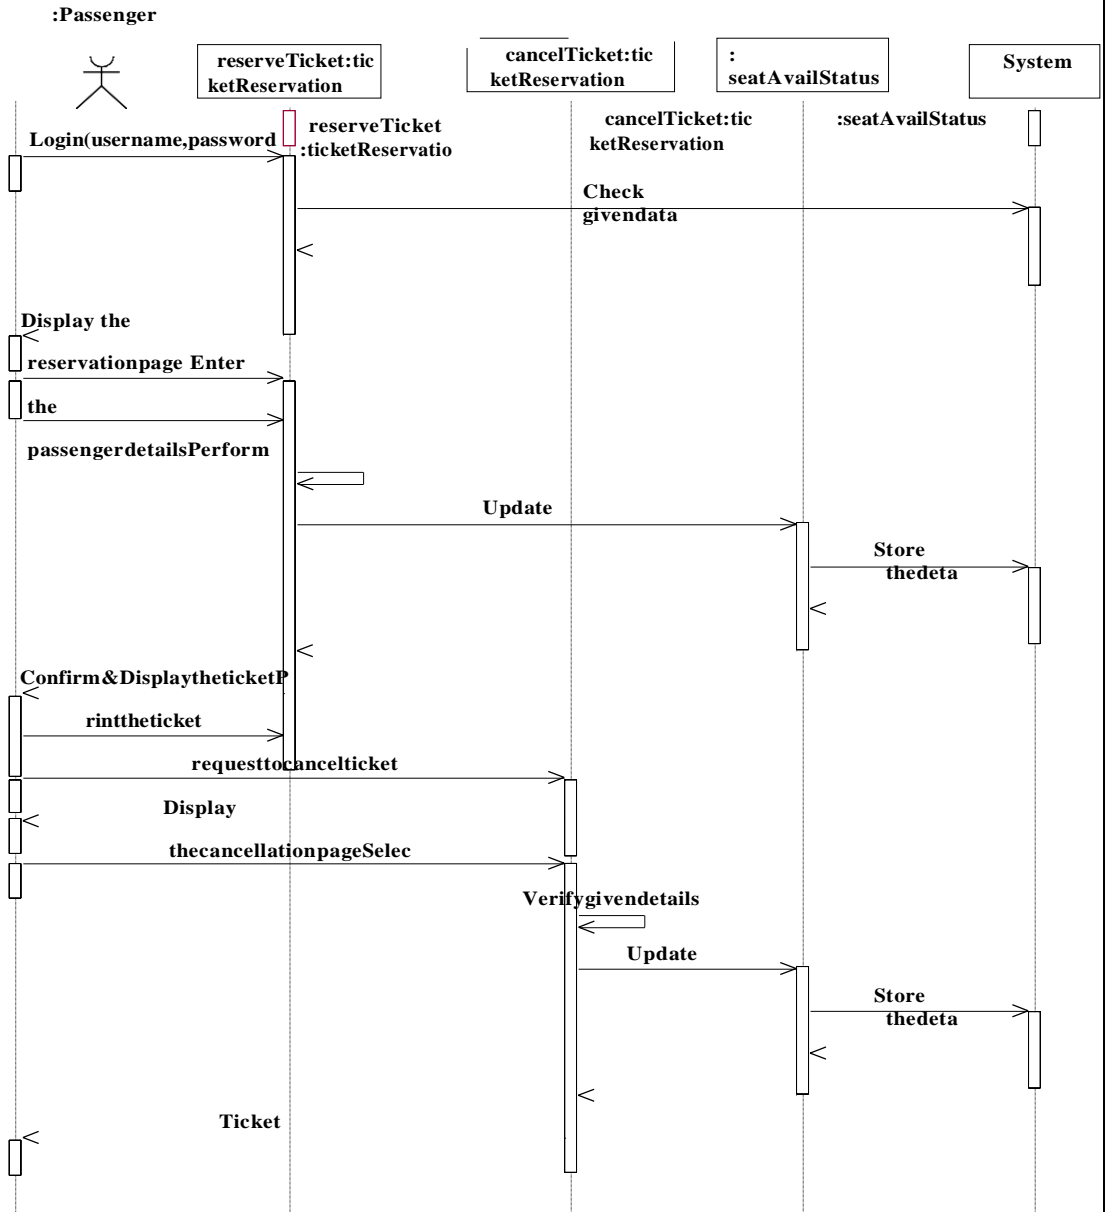 :Passenger
reserveTicket:tic
ketReservation
cancelTicket:tic
ketReservation
:
seatAvailStatus
System
reserveTicket
:ticketReservatio
cancelTicket:tic
ketReservation
:seatAvailStatus
Login(username,password
Check
givendata
Display the
reservationpage Enter
the
passengerdetailsPerform
Update
Store
thedeta
Confirm&DisplaytheticketP
rinttheticket
requesttocancelticket
Display
thecancellationpageSelec
Verifygivendetails
Update
Store
thedeta
Ticket